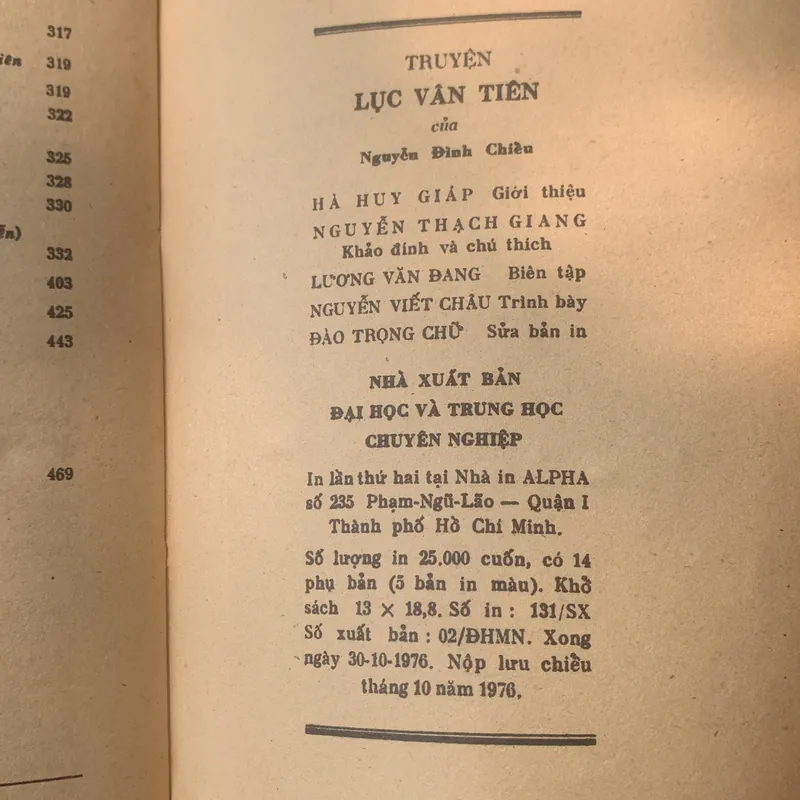 317
319
319
322
325
328
330
332
403
425
443
469
TRUYỆN
LỤC VÂN TIÊN
của
Nguyễn Đình Chiều
HÀ HUY GIÁP Giới thiệu
NGUYỄN THẠCH GIANG
Khảo đính và chú thích
LƯƠNG VĂN ĐANG Biên tập
NGUYỄN VIẾT CHÂU Trình bày
ĐÀO TRỌNG CHỮ Sửa bản in
NHÀ XUẤT BẢN
ĐẠI HỌC VÀ TRUNG HỌC
CHUYÊN NGHIỆP
In lần thứ hai tại Nhà in ALPHA
số 235 Phạm-Ngũ-Lão — Quận I
Thành phố Hồ Chí Minh.
Số lượng in 25.000 cuốn, có 14
phụ bản (5 bản in màu). Khổ
sách 13 × 18,8. Số in : 131/SX
Số xuất bản : 02/ĐHMN. Xong
ngày 30-10-1976. Nộp lưu chiều
tháng 10 năm 1976.